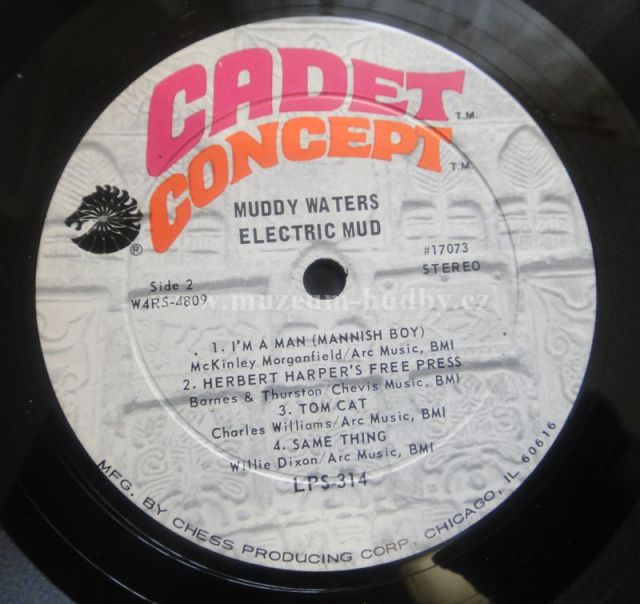 CADET T.M.
CONCEPT T.M.
MUDDY WATERS
ELECTRIC MUD
®
#17073
STEREO
Side 2
W4RS-4809
www.muzeum-hudby.cz
1. I'M A MAN (MANNISH BOY)
McKinley Morganfield/Arc Music, BMI
2. HERBERT HARPER'S FREE PRESS
Barnes & Thurston/Chevis Music, BMI
3. TOM CAT
Charles Williams/Arc Music, BMI
4. SAME THING
Willie Dixon/Arc Music, BMI
LPS-314
MFG. BY CHESS PRODUCING CORP. CHICAGO, IL 60616